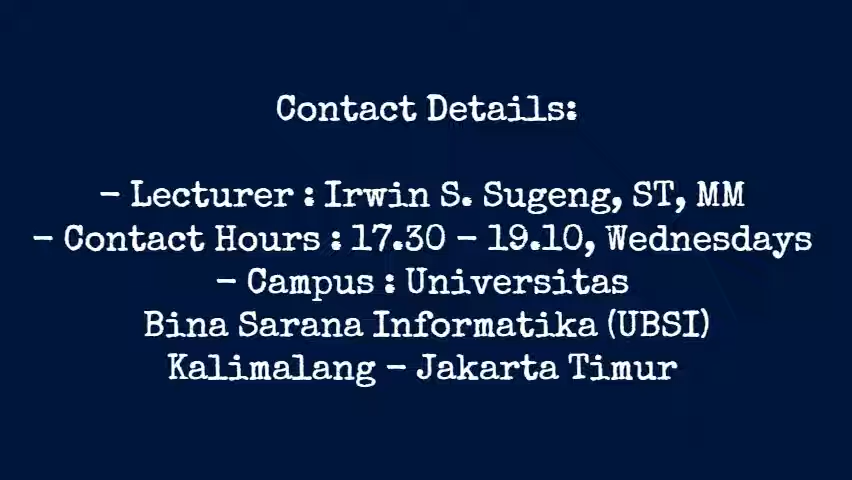 Contact Details:
- Lecturer : Irwin S. Sugeng, ST, MM
- Contact Hours : 17.30 - 19.10, Wednesdays
- Campus : Universitas
Bina Sarana Informatika (UBSI)
Kalimalang - Jakarta Timur